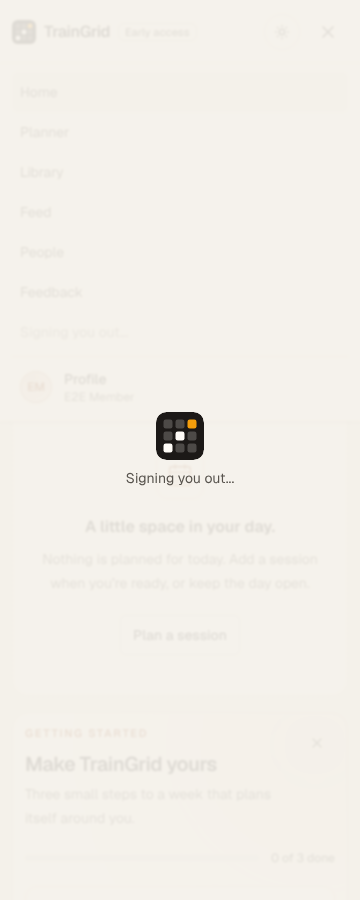 TrainGrid Early access
Home
Planner
Library
Feed
People
Feedback
Signing you out...
EM
Profile
E2E Member
Signing you out...
A little space in your day.
Nothing is planned for today. Add a session
when you're ready, or keep the day open.
Plan a session
GETTING STARTED
Make TrainGrid yours
Three small steps to a week that plans
itself around you.
0 of 3 done